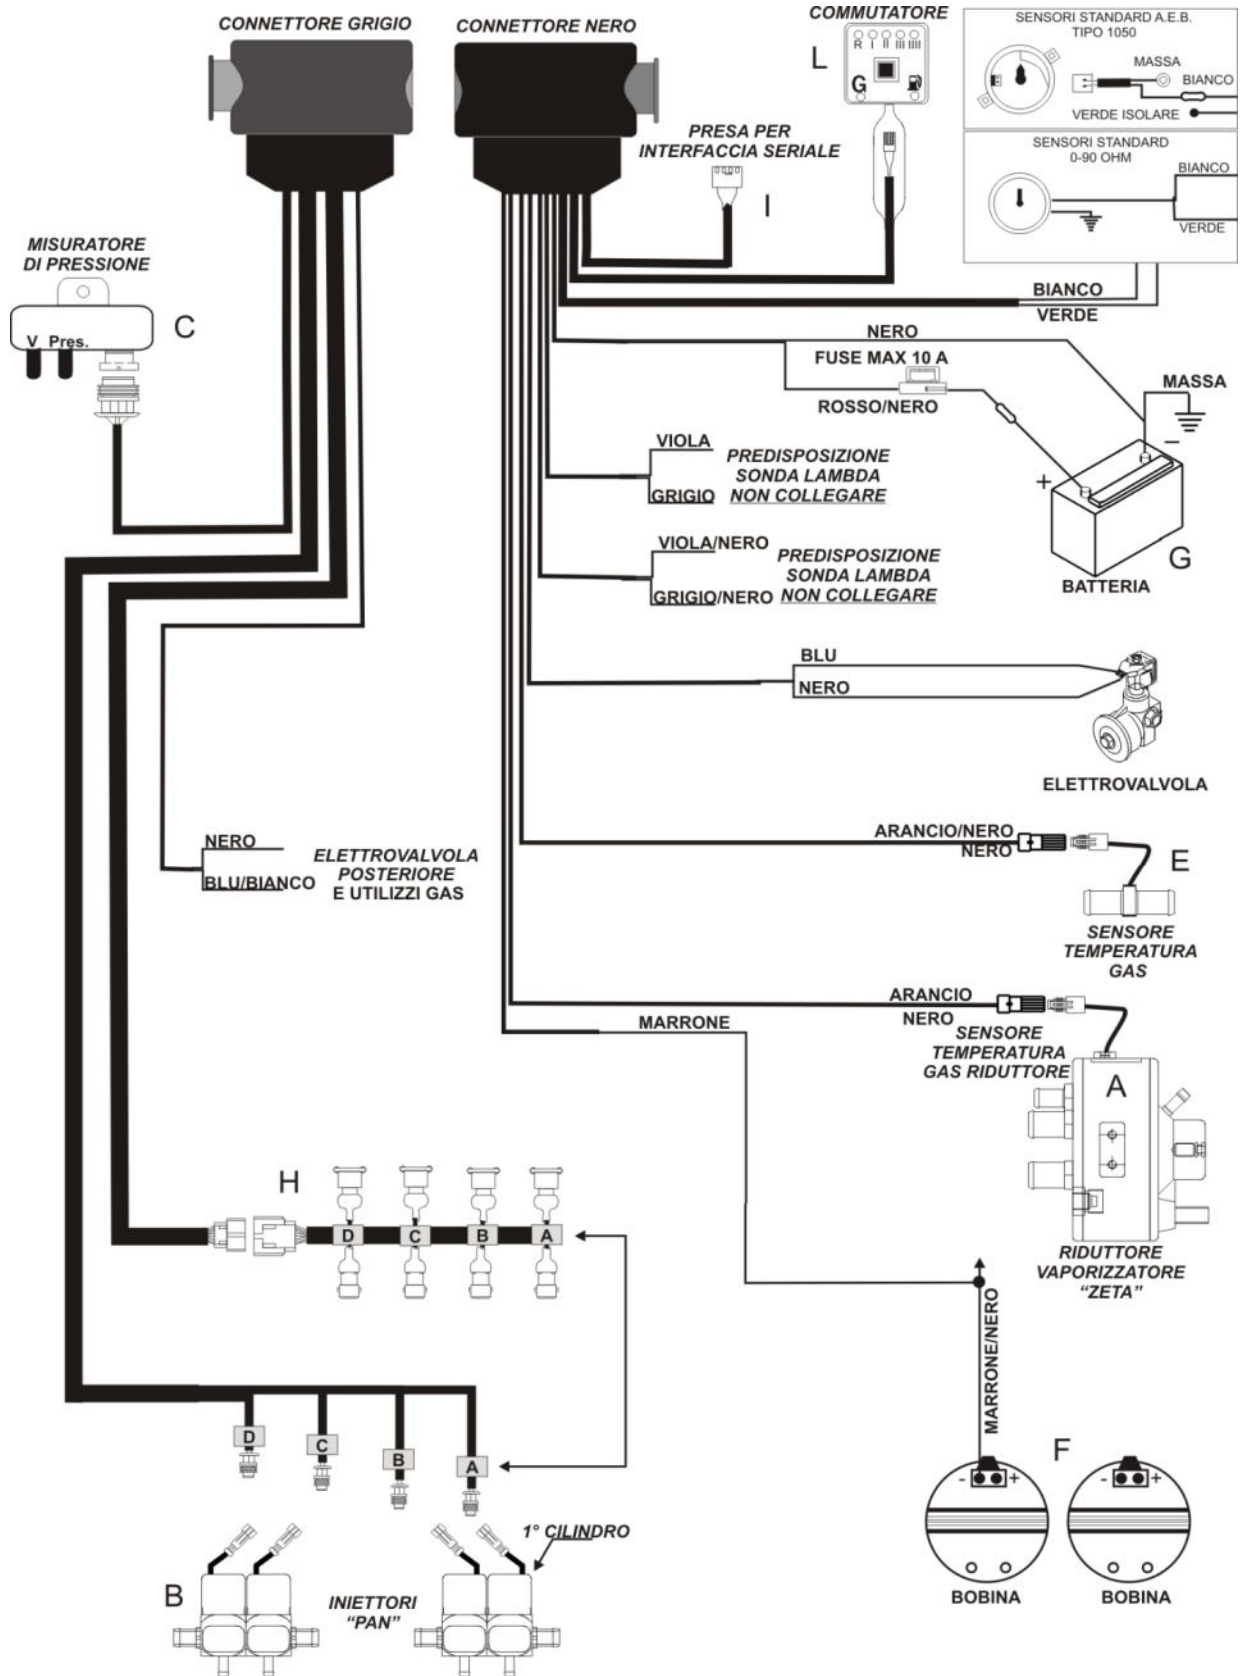 CONNETTORE GRIGIO
CONNETTORE NERO
COMMUTATORE
L
R I II III IIII
G
SENSORI STANDARD A.E.B.
TIPO 1050
MASSA
BIANCO
VERDE ISOLARE
SENSORI STANDARD
0-90 OHM
BIANCO
VERDE
PRESA PER
INTERFACCIA SERIALE
I
MISURATORE
DI PRESSIONE
C
V Pres.
BIANCO
VERDE
NERO
FUSE MAX 10 A
ROSSO/NERO
MASSA
+
−
G
BATTERIA
VIOLA
GRIGIO
PREDISPOSIZIONE
SONDA LAMBDA
NON COLLEGARE
VIOLA/NERO
GRIGIO/NERO
PREDISPOSIZIONE
SONDA LAMBDA
NON COLLEGARE
BLU
NERO
ELETTROVALVOLA
NERO
BLU/BIANCO
ELETTROVALVOLA
POSTERIORE
E UTILIZZI GAS
ARANCIO/NERO
NERO
E
SENSORE
TEMPERATURA
GAS
ARANCIO
NERO
SENSORE
TEMPERATURA
GAS RIDUTTORE
MARRONE
A
RIDUTTORE
VAPORIZZATORE
“ZETA”
H
D C B A
MARRONE/NERO
D
C
B
A
F
- +
- +
BOBINA
BOBINA
1° CILINDRO
B
INIETTORI
“PAN”